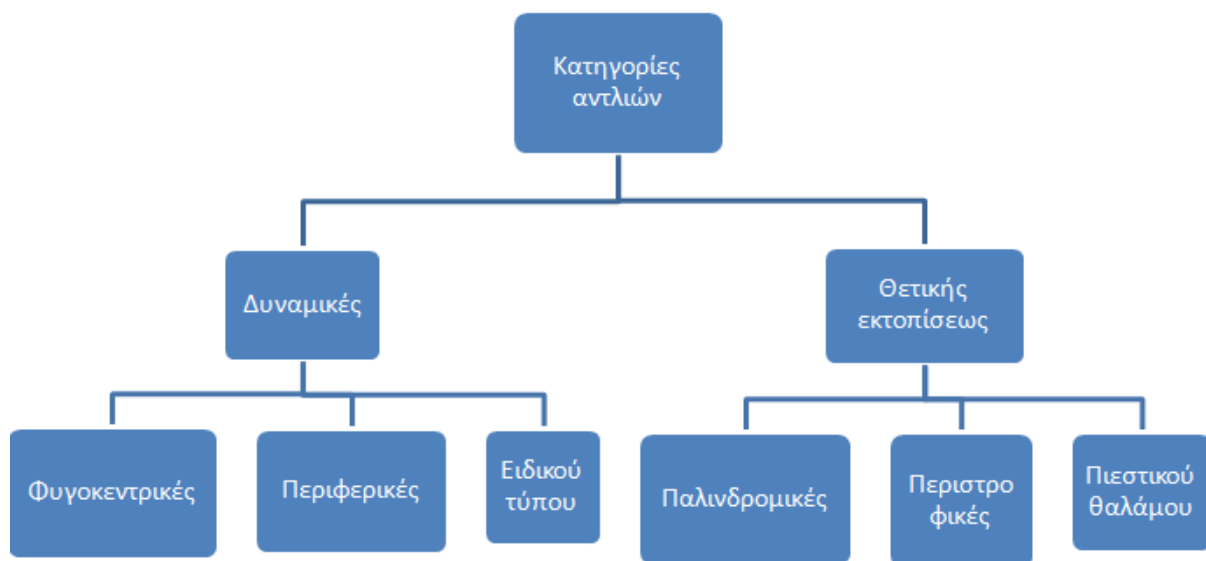 Κατηγορίες
αντλιών
Δυναμικές
Θετικής
εκτοπίσεως
Φυγοκεντρικές
Περιφερικές
Ειδικού
τύπου
Παλινδρομικές
Περιστρο
φικές
Πιεστικού
θαλάμου